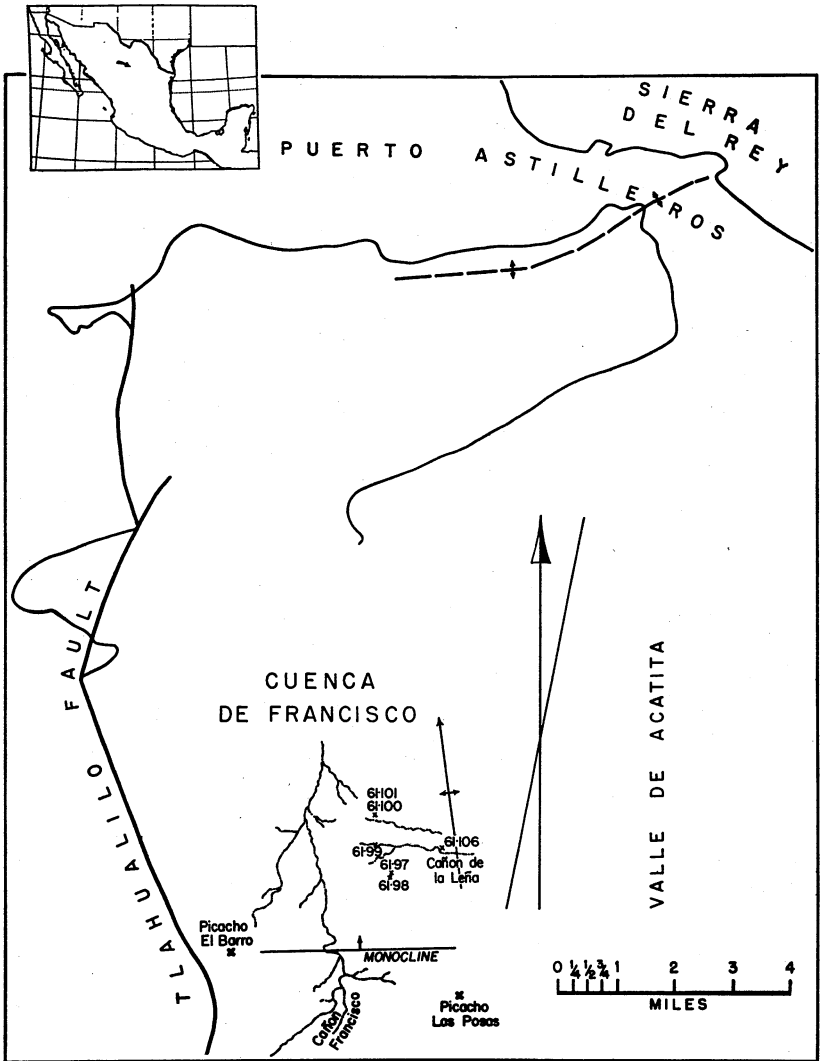 SIERRA
DEL REY
PUERTO ASTILLEROS
TLAHUALILO FAULT
CUENCA
DE FRANCISCO
VALLE DE ACATITA
61·101
61·100
61·106
61·99
61·97
61·98
Cañon de
la Leña
Picacho
El Barro
MONOCLINE
Cañon
Francisco
Picacho
Las Posas
0 1/4 1/2 3/4 1 2 3 4
MILES